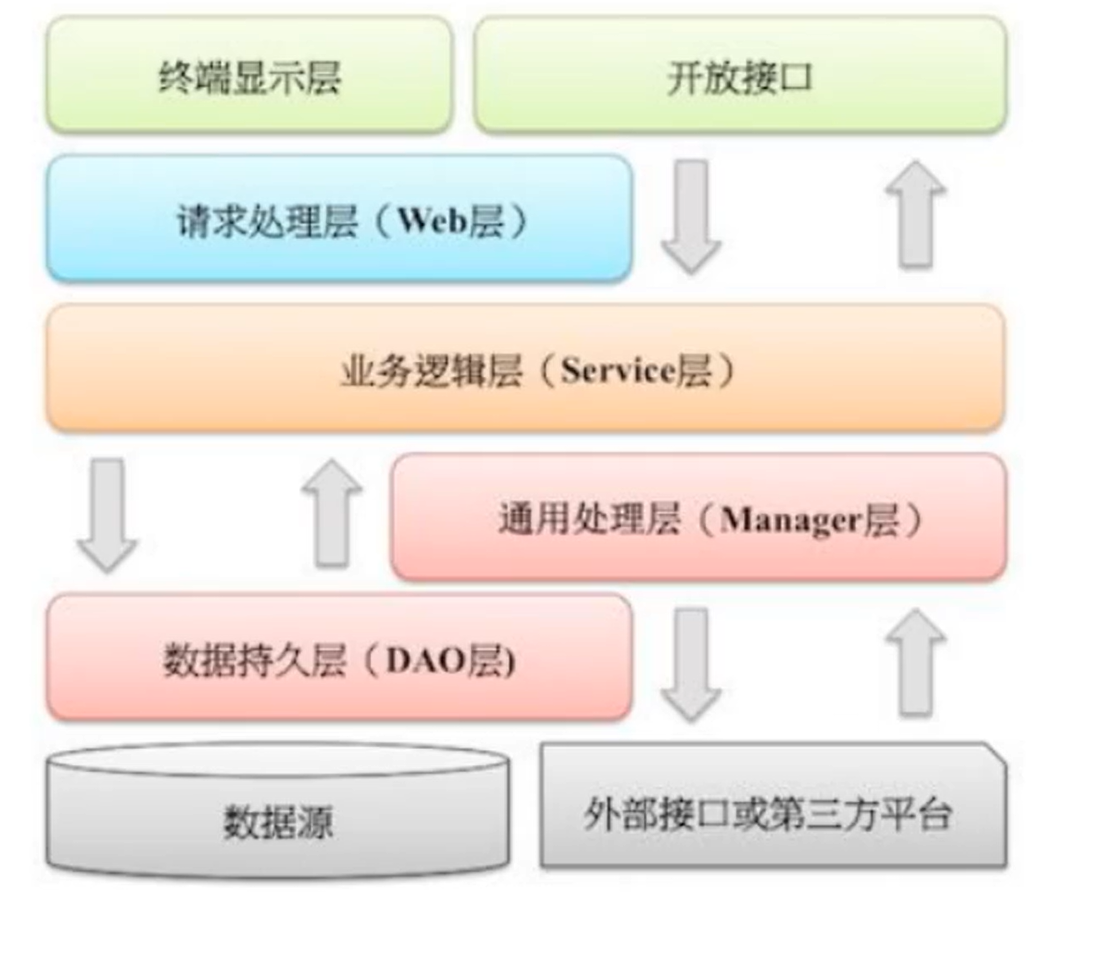 终端显示层
开放接口
请求处理层（Web层）
业务逻辑层（Service层）
通用处理层（Manager层）
数据持久层（DAO层)
数据源
外部接口或第三方平台